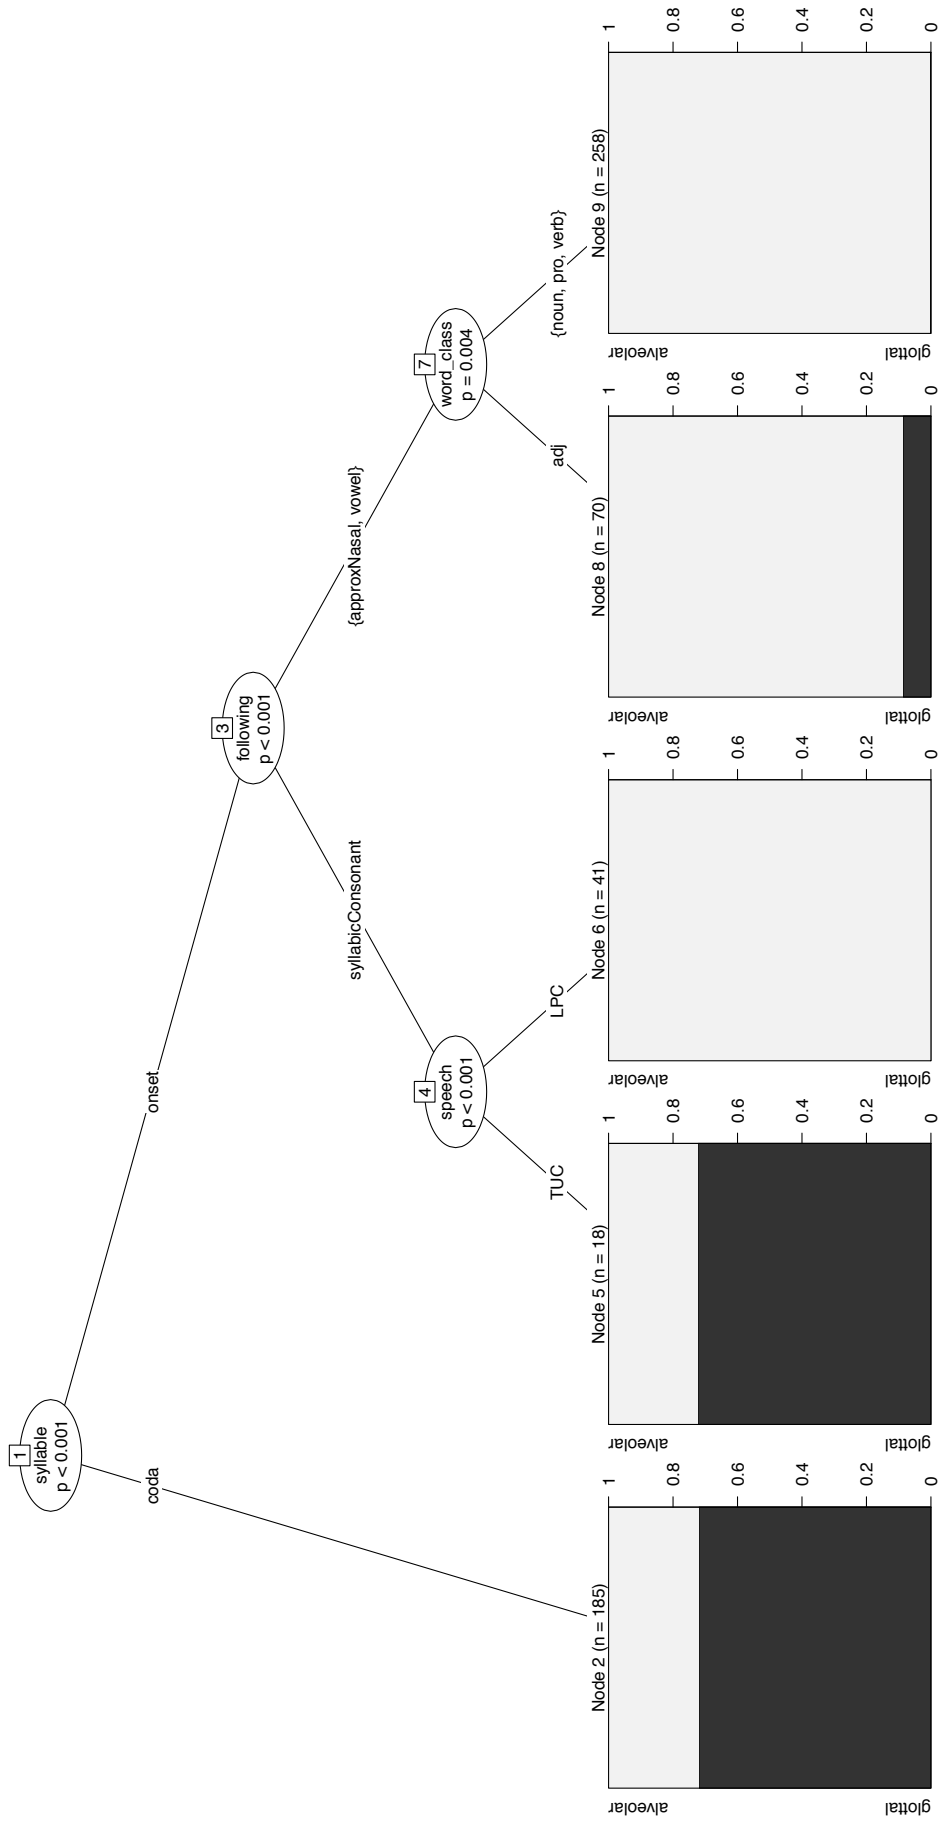 1
syllable
p < 0.001
coda
onset
3
following
p < 0.001
syllabicConsonant
{approxNasal, vowel}
4
speech
p < 0.001
TUC
LPC
7
word_class
p = 0.004
adj
{noun, pro, verb}
Node 2 (n = 185)
alveolar
glottal
1
0.8
0.6
0.4
0.2
0
Node 5 (n = 18)
alveolar
glottal
1
0.8
0.6
0.4
0.2
0
Node 6 (n = 41)
alveolar
glottal
1
0.8
0.6
0.4
0.2
0
Node 8 (n = 70)
alveolar
glottal
1
0.8
0.6
0.4
0.2
0
Node 9 (n = 258)
alveolar
glottal
1
0.8
0.6
0.4
0.2
0